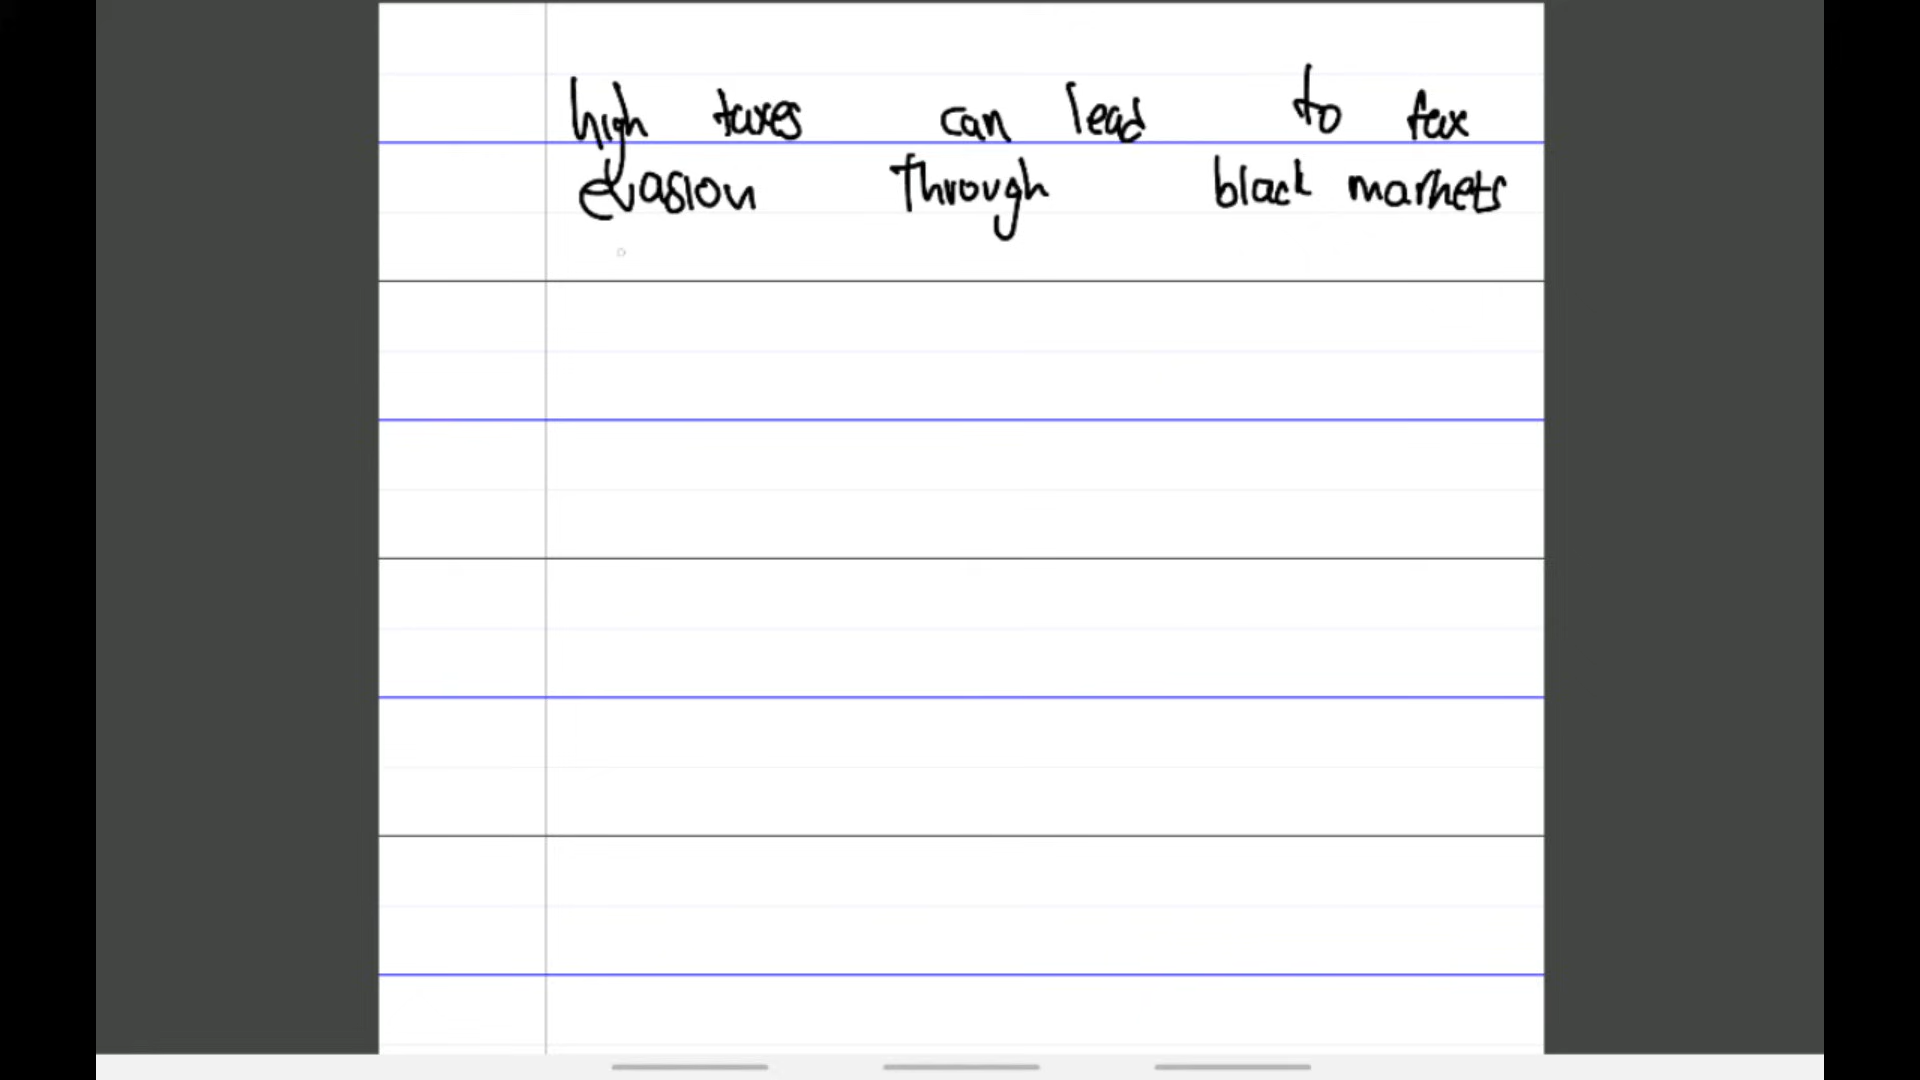 high taxes can lead to tax
evasion through black markets